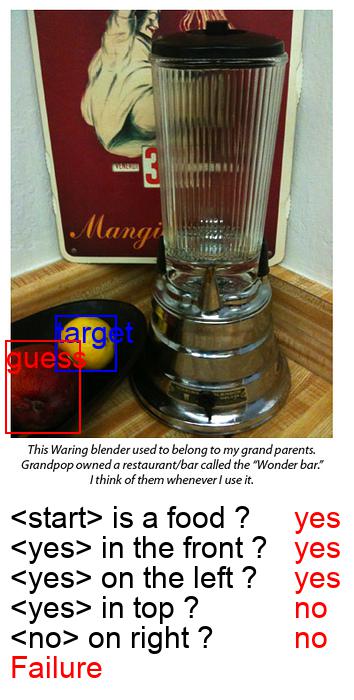 3
Mangi
target
guess
This Waring blender used to belong to my grand parents.
Grandpop owned a restaurant/bar called the “Wonder bar.”
I think of them whenever I use it.
<start> is a food ? yes
<yes> in the front ? yes
<yes> on the left ? yes
<yes> in top ? no
<no> on right ? no
Failure